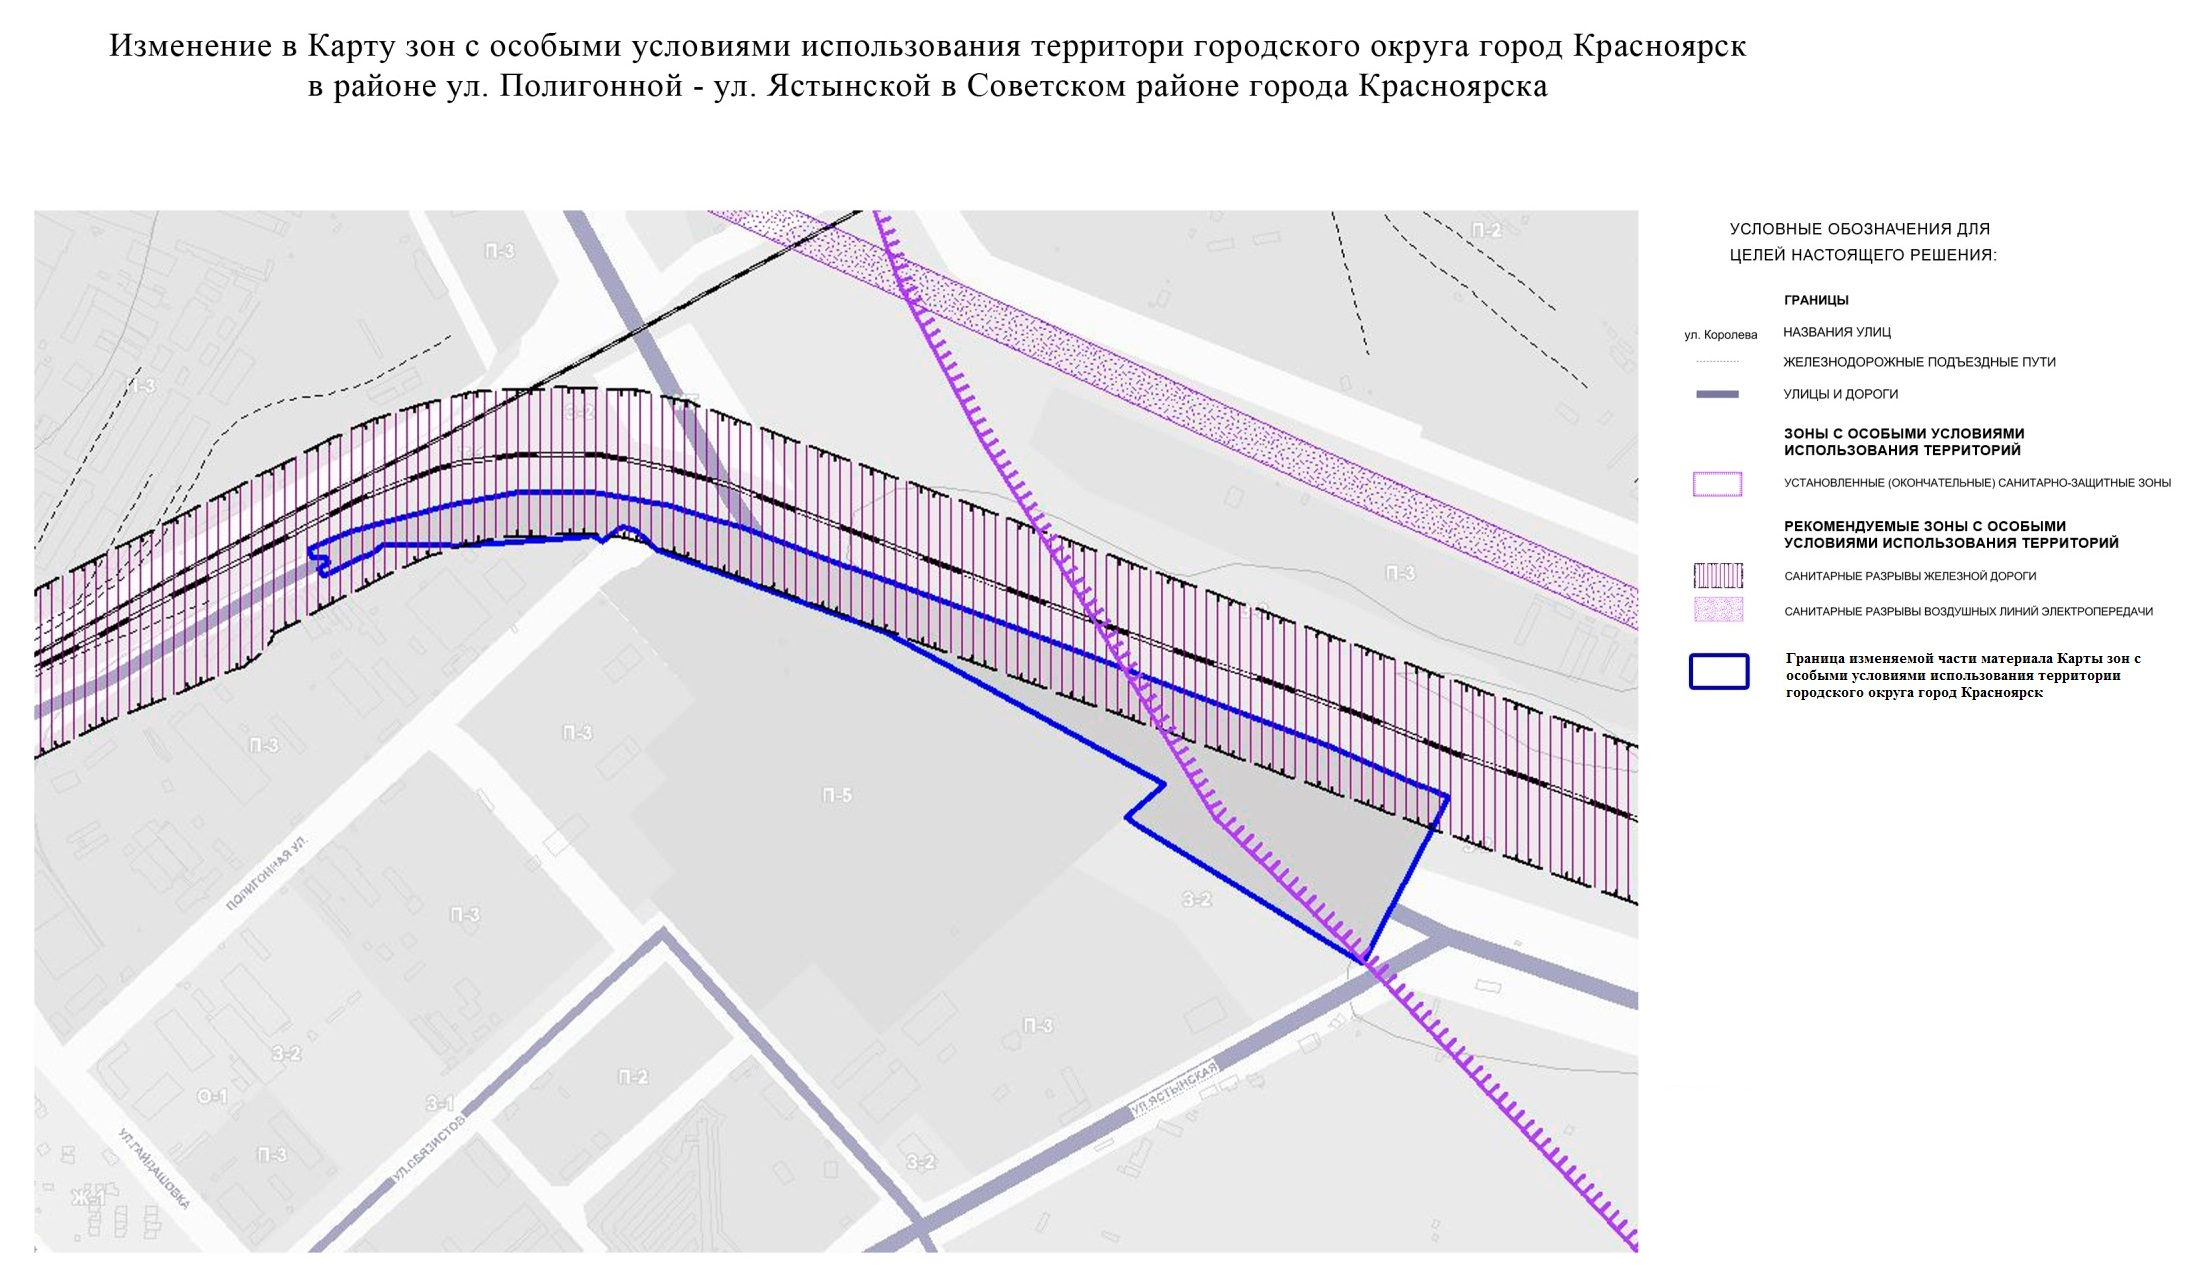 Изменение в Карту зон с особыми условиями использования территори городского округа город Красноярск
в районе ул. Полигонной - ул. Ястынской в Советском районе города Красноярска
УСЛОВНЫЕ ОБОЗНАЧЕНИЯ ДЛЯ
ЦЕЛЕЙ НАСТОЯЩЕГО РЕШЕНИЯ:
ГРАНИЦЫ
ул. Королева
НАЗВАНИЯ УЛИЦ
ЖЕЛЕЗНОДОРОЖНЫЕ ПОДЪЕЗДНЫЕ ПУТИ
УЛИЦЫ И ДОРОГИ
ЗОНЫ С ОСОБЫМИ УСЛОВИЯМИ
ИСПОЛЬЗОВАНИЯ ТЕРРИТОРИЙ
УСТАНОВЛЕННЫЕ (ОКОНЧАТЕЛЬНЫЕ) САНИТАРНО-ЗАЩИТНЫЕ ЗОНЫ
РЕКОМЕНДУЕМЫЕ ЗОНЫ С ОСОБЫМИ
УСЛОВИЯМИ ИСПОЛЬЗОВАНИЯ ТЕРРИТОРИЙ
САНИТАРНЫЕ РАЗРЫВЫ ЖЕЛЕЗНОЙ ДОРОГИ
САНИТАРНЫЕ РАЗРЫВЫ ВОЗДУШНЫХ ЛИНИЙ ЭЛЕКТРОПЕРЕДАЧИ
Граница изменяемой части материала Карты зон с
особыми условиями использования территории
городского округа город Красноярск
П-3
П-2
П-3
З-2
П-3
П-3
П-3
П-5
ПОЛИГОННАЯ УЛ.
П-3
З-2
П-3
З-2
П-2
О-1
З-1
УЛ.ЯСТЫНСКАЯ
УЛ.СВЯЗИСТОВ
УЛ.ГАЙДАШОВКА
П-3
З-2
Ж-1